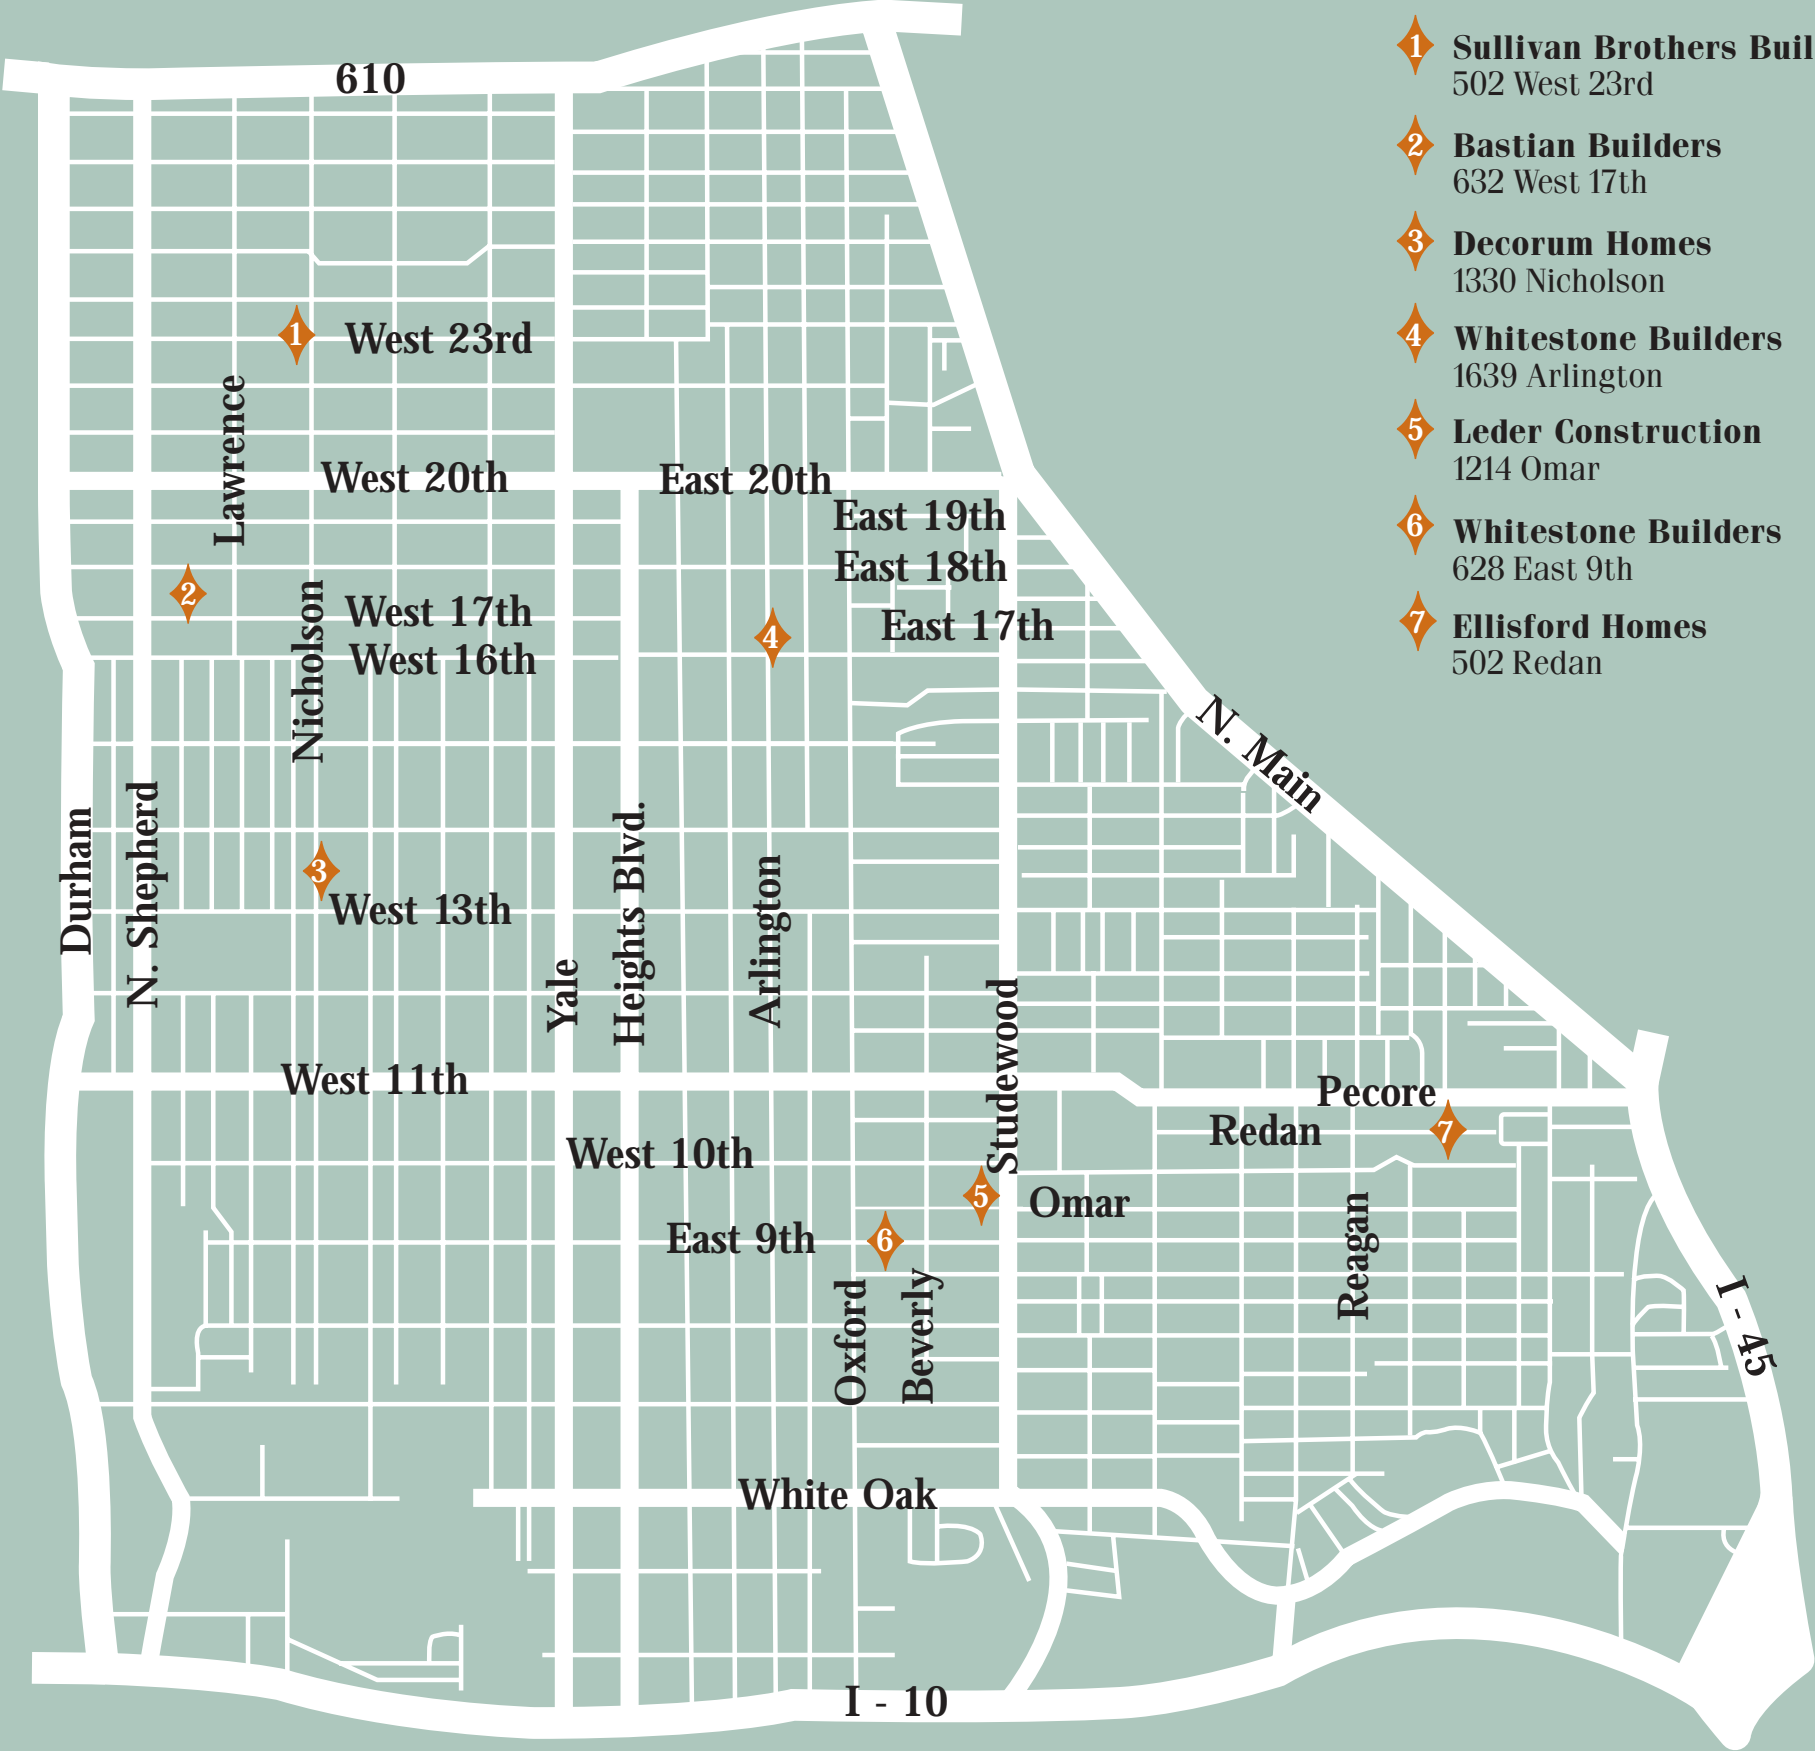 610
1 Sullivan Brothers Buil
502 West 23rd
2 Bastian Builders
632 West 17th
3 Decorum Homes
1330 Nicholson
4 Whitestone Builders
1639 Arlington
5 Leder Construction
1214 Omar
6 Whitestone Builders
628 East 9th
7 Ellisford Homes
502 Redan
1
West 23rd
Lawrence
West 20th
East 20th
East 19th
East 18th
2
West 17th
East 17th
4
Nicholson
West 16th
N. Main
Durham
N. Shepherd
3
West 13th
Yale
Heights Blvd.
Arlington
Studewood
West 11th
Pecore
Redan
7
West 10th
5
Omar
East 9th
6
Oxford
Beverly
Reagan
I - 45
White Oak
I - 10